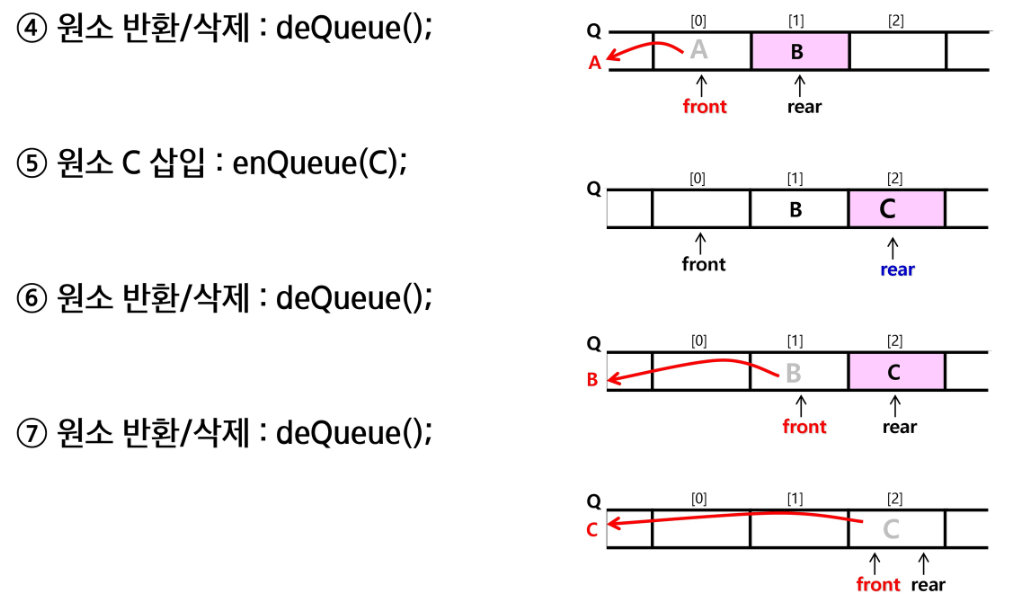 ④ 원소 반환/삭제 : deQueue();
Q [0] [1] [2]
A A B
front rear
⑤ 원소 C 삽입 : enQueue(C);
Q [0] [1] [2]
B C
front rear
⑥ 원소 반환/삭제 : deQueue();
Q [0] [1] [2]
B B C
front rear
⑦ 원소 반환/삭제 : deQueue();
Q [0] [1] [2]
C C
front rear